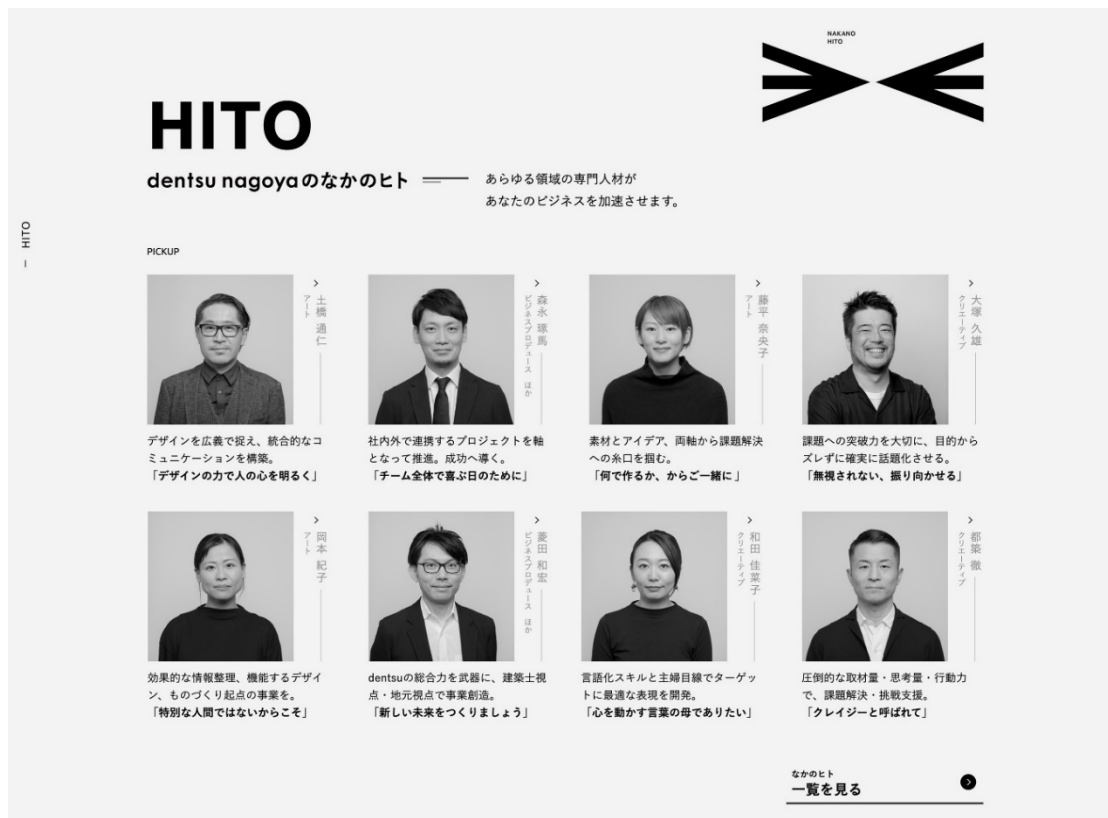 NAKANO
HITO
HITO
dentsu nagoyaのなかのヒト
あらゆる領域の専門人材が
あなたのビジネスを加速させます。
— HITO
PICKUP
土橋 通仁
アート
デザインを広義で捉え、統合的なコ
ミュニケーションを構築。
「デザインの力で人の心を明るく」
森永 琢馬
ビジネスプロデュース ほか
社内外で連携するプロジェクトを軸
となって推進。成功へ導く。
「チーム全体で喜ぶ日のために」
藤平 奈央子
アート
素材とアイデア、両軸から課題解決
への糸口を掴む。
「何で作るか、からご一緒に」
大塚 久雄
クリエーティブ
課題への突破力を大切に、目的から
ズレずに確実に話題化させる。
「無視されない、振り向かせる」
岡本 紀子
アート
効果的な情報整理、機能するデザイ
ン、ものづくり起点の事業を。
「特別な人間ではないからこそ」
菱田 和宏
ビジネスプロデュース ほか
dentsuの総合力を武器に、建築士視
点・地元視点で事業創造。
「新しい未来をつくりましょう」
和田 佳菜子
クリエーティブ
言語化スキルと主婦目線でターゲッ
トに最適な表現を開発。
「心を動かす言葉の母でありたい」
都築 徹
クリエーティブ
圧倒的な取材量・思考量・行動力
で、課題解決・挑戦支援。
「クレイジーと呼ばれて」
なかのヒト
一覧を見る